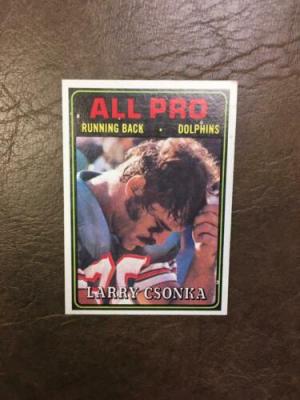 ALL PRO
RUNNING BACK • DOLPHINS
LARRY CSONKA